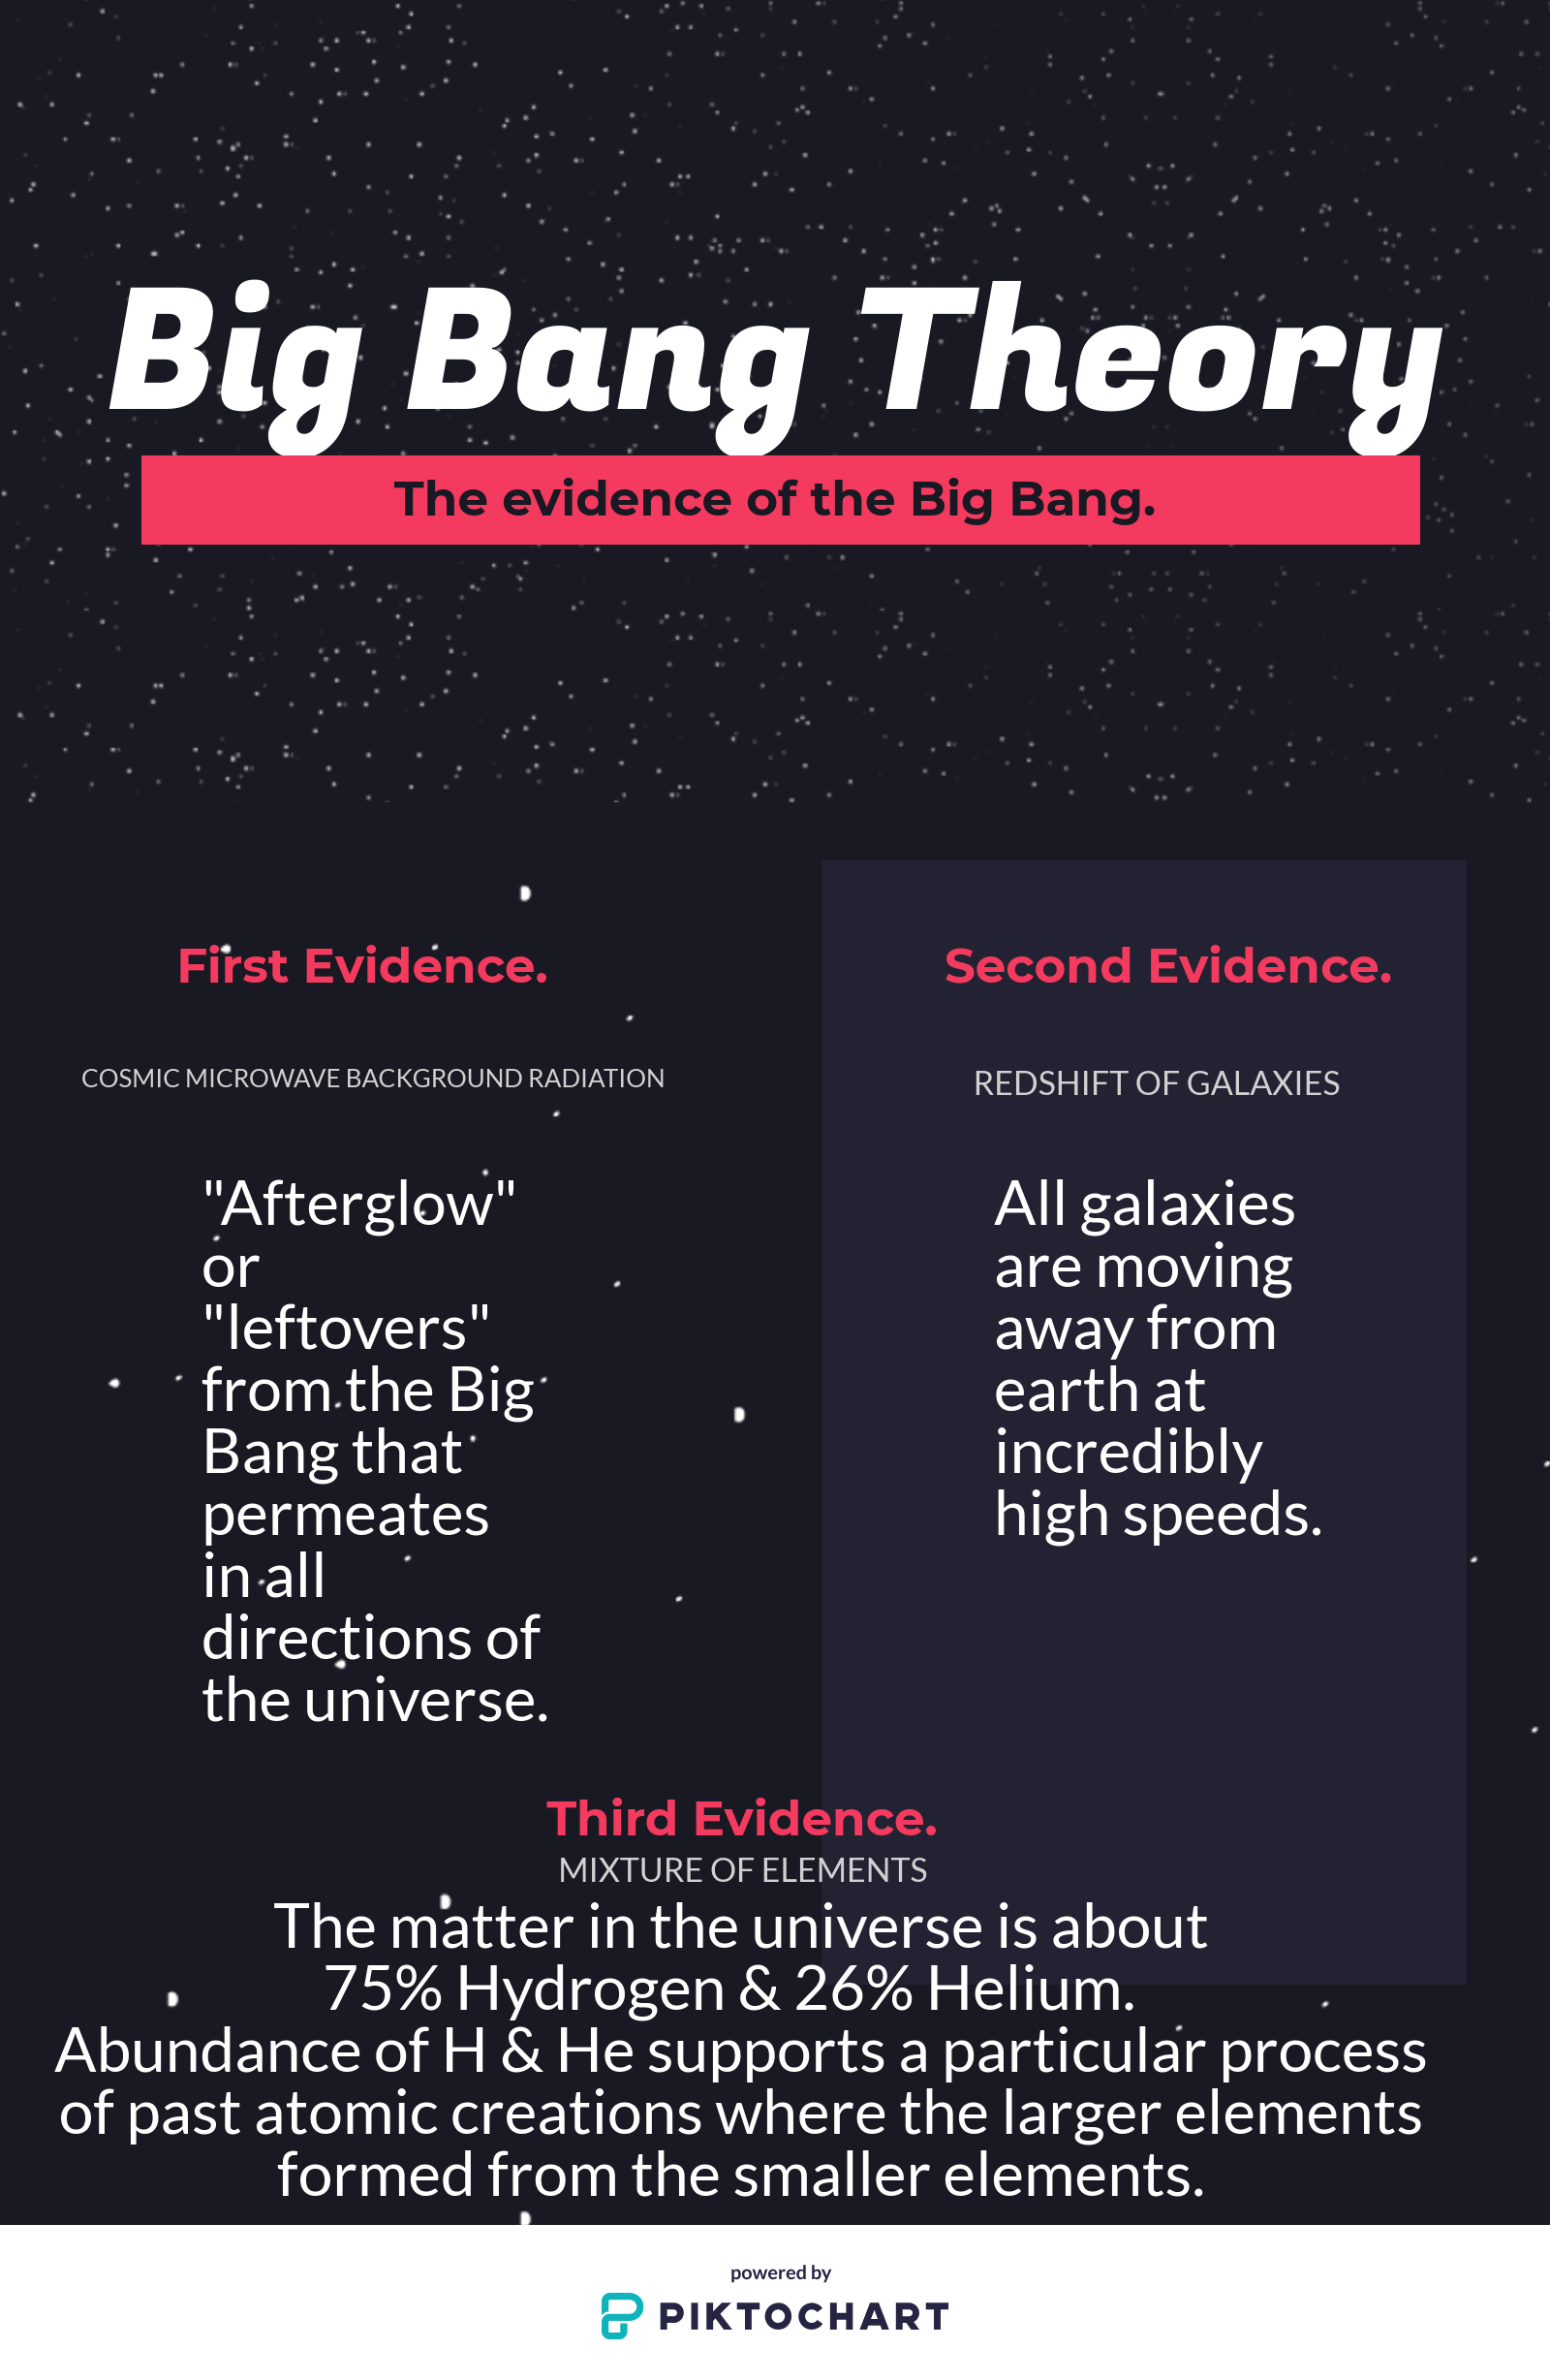 Big Bang Theory
The evidence of the Big Bang.
First Evidence.
COSMIC MICROWAVE BACKGROUND RADIATION
"Afterglow"
or
"leftovers"
from the Big
Bang that
permeates
in all
directions of
the universe.
Second Evidence.
REDSHIFT OF GALAXIES
All galaxies
are moving
away from
earth at
incredibly
high speeds.
Third Evidence.
MIXTURE OF ELEMENTS
The matter in the universe is about
75% Hydrogen & 26% Helium.
Abundance of H & He supports a particular process
of past atomic creations where the larger elements
formed from the smaller elements.
powered by
PIKTOCHART